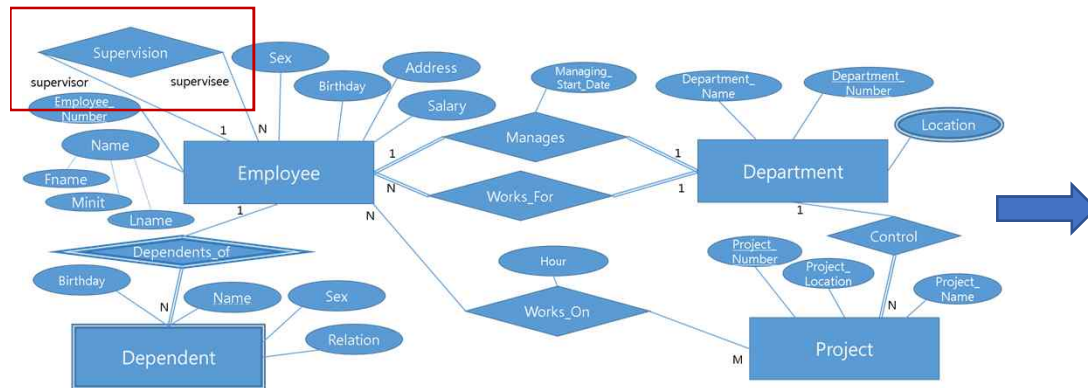 Supervision
supervisor
supervisee
Sex
Birthday
Address
Salary
Employee_
Number
Name
Fname
Minit
Lname
1
N
Employee
1
N
N
1
Managing_
Start_Date
Manages
Works_For
1
1
Department_
Name
Department_
Number
Location
Department
1
Control
N
Dependents_of
N
Birthday
Name
Sex
Relation
Dependent
Hour
Works_On
M
Project_
Number
Project_
Location
Project_
Name
Project